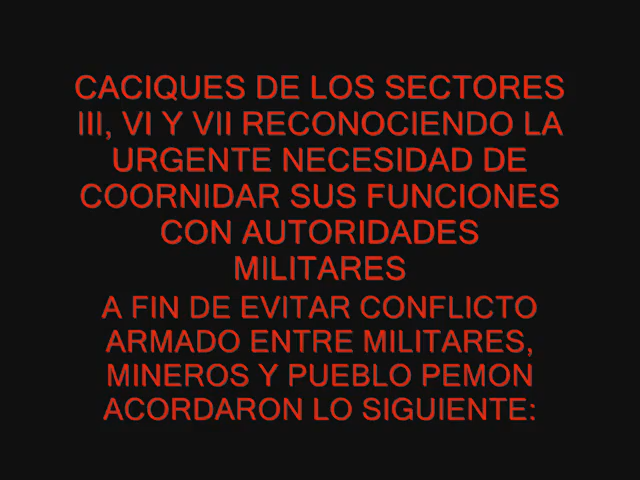 CACIQUES DE LOS SECTORES
III, VI Y VII RECONOCIENDO LA
URGENTE NECESIDAD DE
COORNIDAR SUS FUNCIONES
CON AUTORIDADES
MILITARES
A FIN DE EVITAR CONFLICTO
ARMADO ENTRE MILITARES,
MINEROS Y PUEBLO PEMON
ACORDARON LO SIGUIENTE: